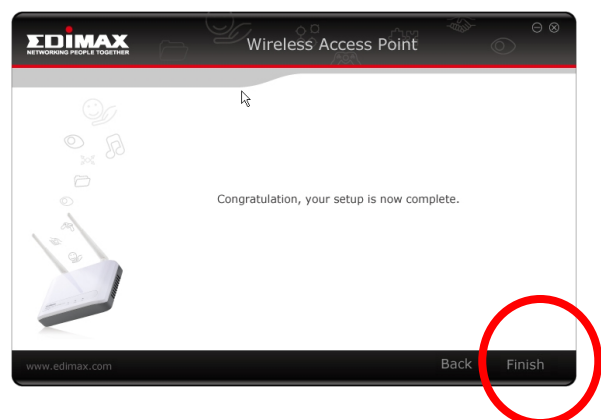 EDIMAX
NETWORKING PEOPLE TOGETHER
Wireless Access Point
Congratulation, your setup is now complete.
www.edimax.com
Back
Finish